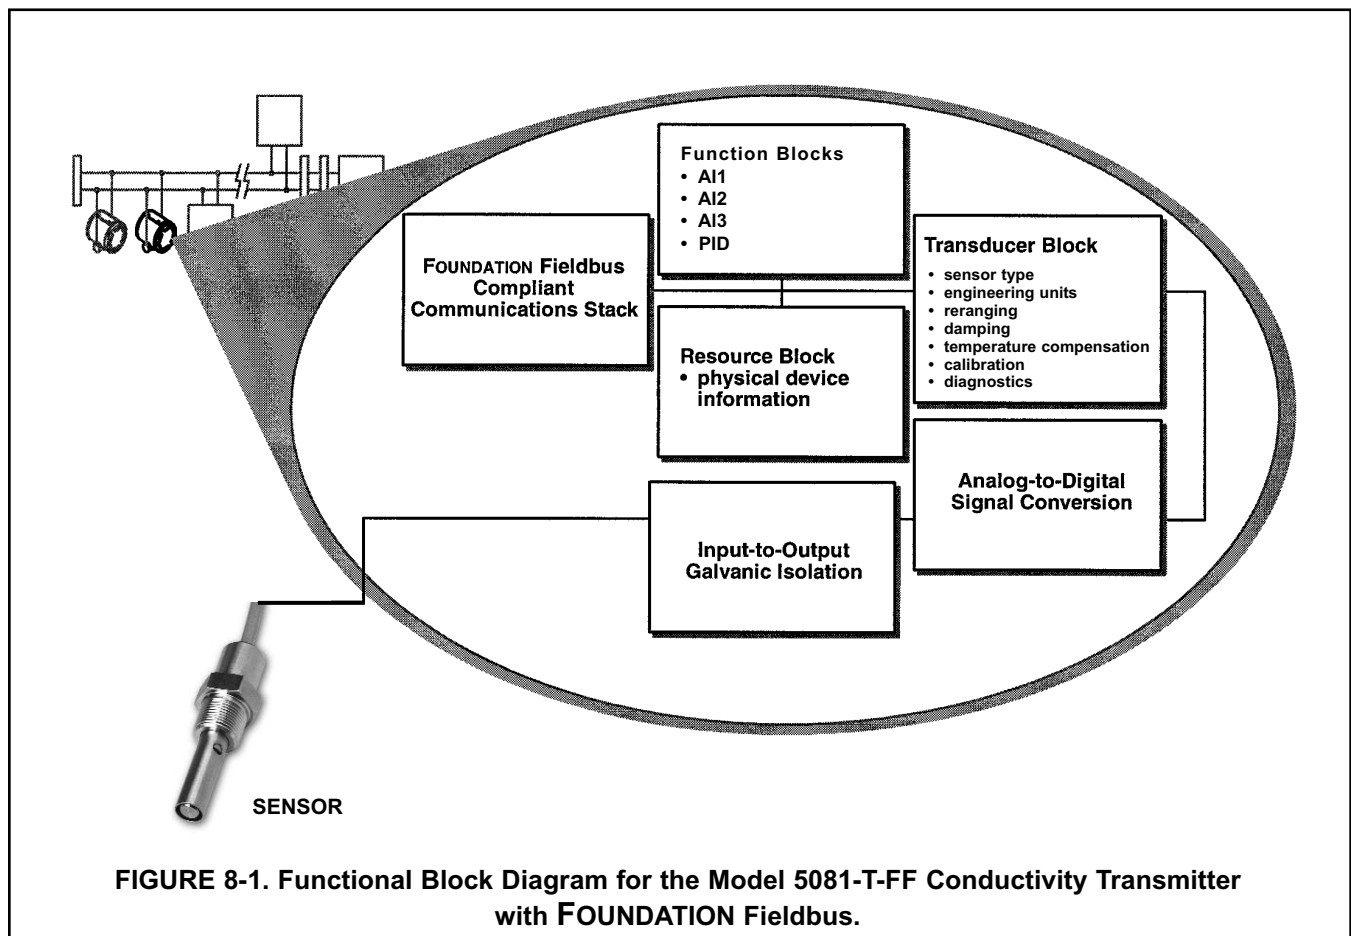 Function Blocks
• AI1
• AI2
• AI3
• PID
FOUNDATION Fieldbus
Compliant
Communications Stack
Transducer Block
• sensor type
• engineering units
• reranging
• damping
• temperature compensation
• calibration
• diagnostics
Resource Block
• physical device
information
Analog-to-Digital
Signal Conversion
Input-to-Output
Galvanic Isolation
SENSOR
FIGURE 8-1. Functional Block Diagram for the Model 5081-T-FF Conductivity Transmitter
with FOUNDATION Fieldbus.